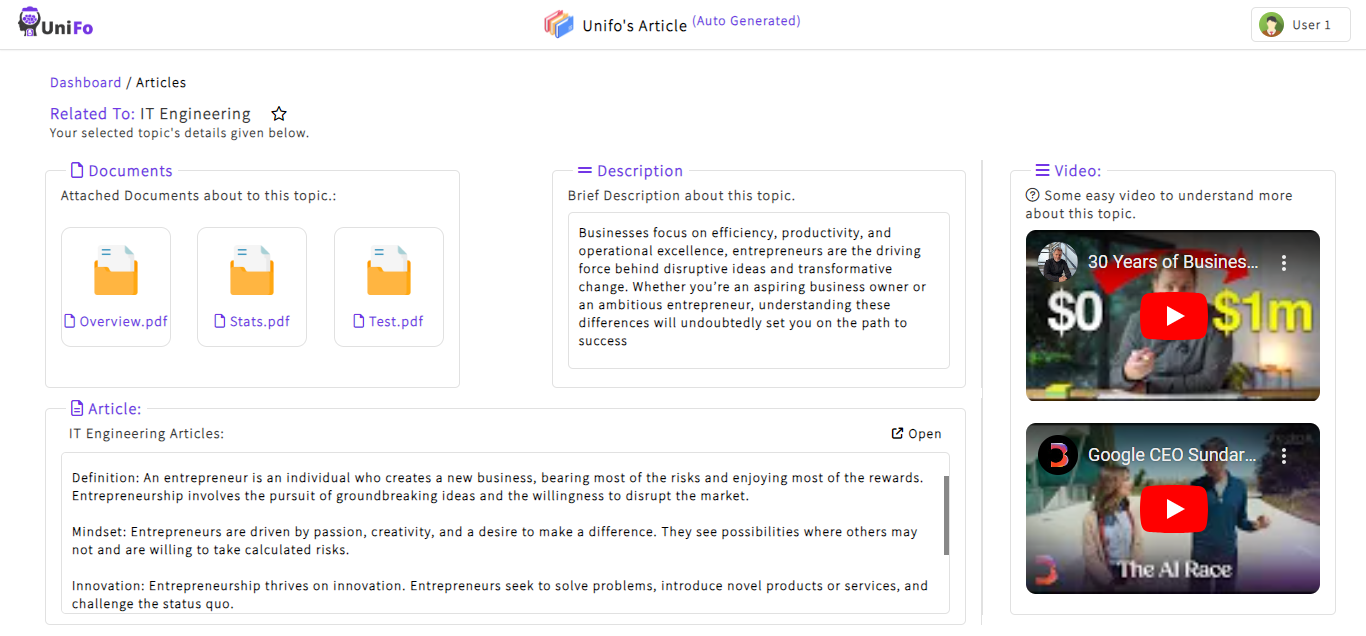 UniFo
Unifo's Article (Auto Generated)
User 1
Dashboard / Articles
Related To: IT Engineering
Your selected topic's details given below.
Documents
Attached Documents about to this topic.:
Overview.pdf
Stats.pdf
Test.pdf
Description
Brief Description about this topic.
Businesses focus on efficiency, productivity, and
operational excellence, entrepreneurs are the driving
force behind disruptive ideas and transformative
change. Whether you’re an aspiring business owner or
an ambitious entrepreneur, understanding these
differences will undoubtedly set you on the path to
success
Article:
IT Engineering Articles:
Open
Definition: An entrepreneur is an individual who creates a new business, bearing most of the risks and enjoying most of the rewards.
Entrepreneurship involves the pursuit of groundbreaking ideas and the willingness to disrupt the market.
Mindset: Entrepreneurs are driven by passion, creativity, and a desire to make a difference. They see possibilities where others may
not and are willing to take calculated risks.
Innovation: Entrepreneurship thrives on innovation. Entrepreneurs seek to solve problems, introduce novel products or services, and
challenge the status quo.
Video:
Some easy video to understand more
about this topic.
30 Years of Busines...
$0
$1m
Google CEO Sundar...
The AI Race